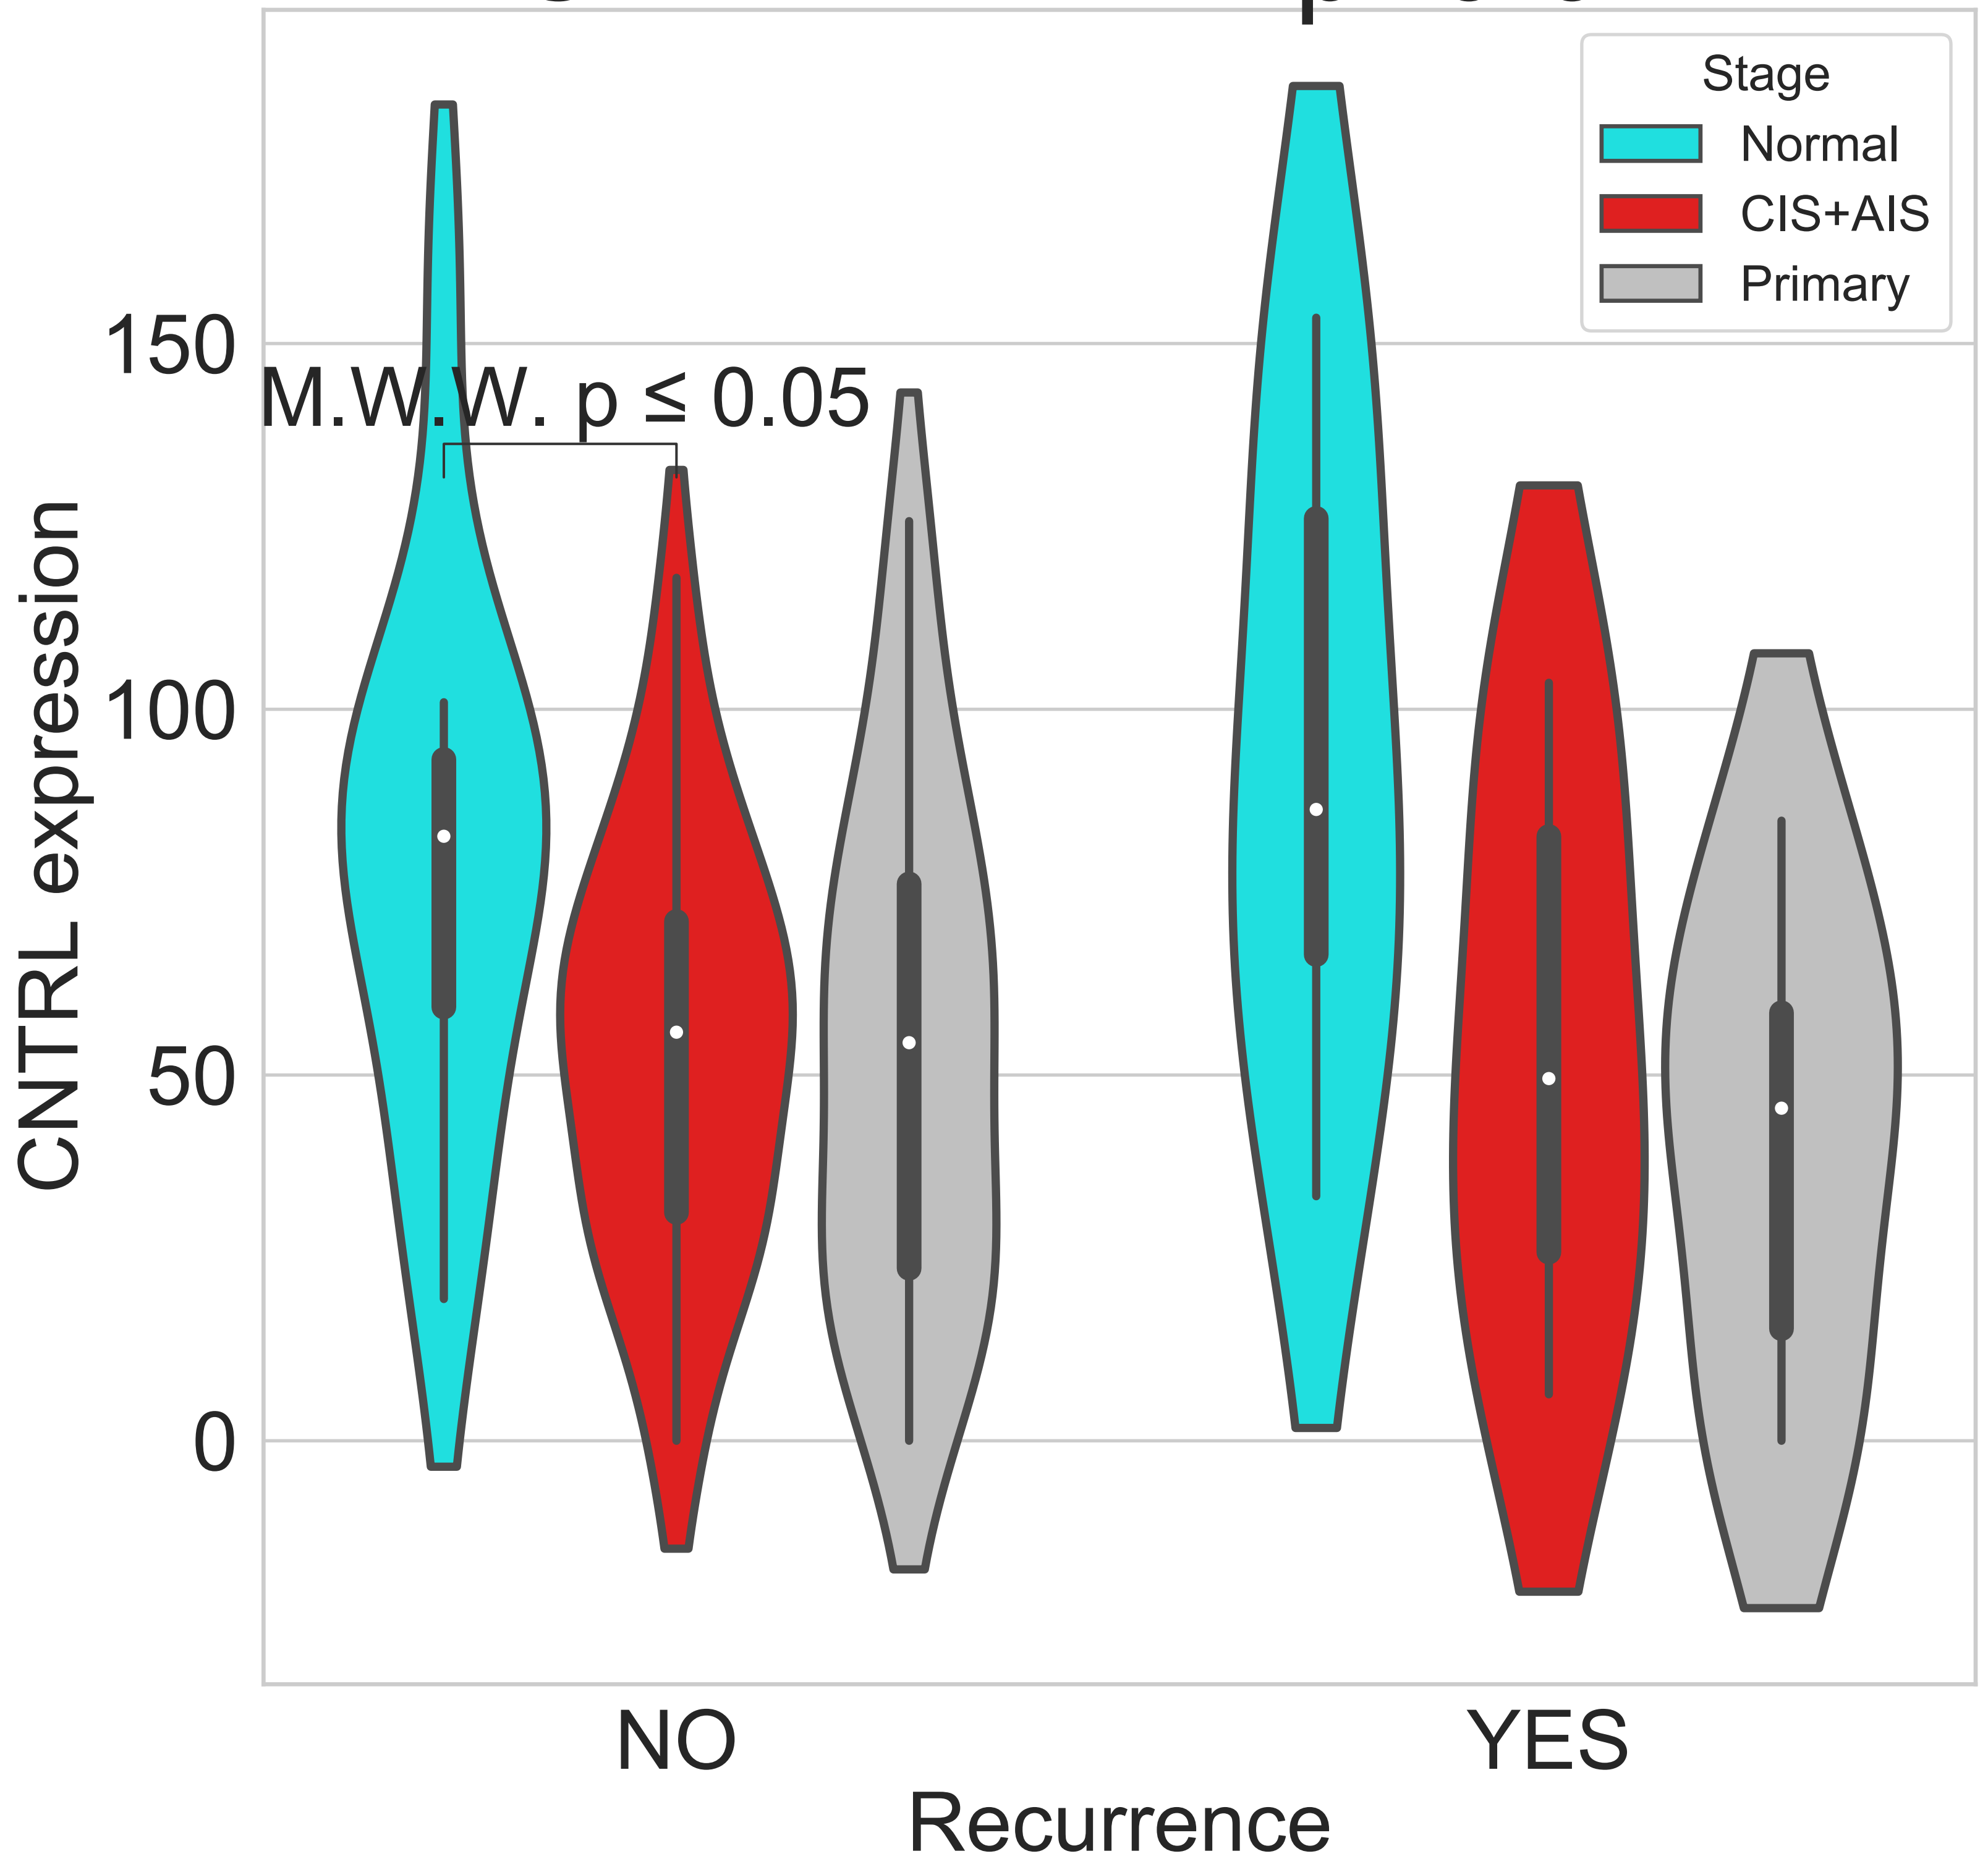 Stage
Normal
CIS+AIS
Primary
150
M.W.W. p ≤ 0.05
100
50
0
CNTRL expression
NO
YES
Recurrence